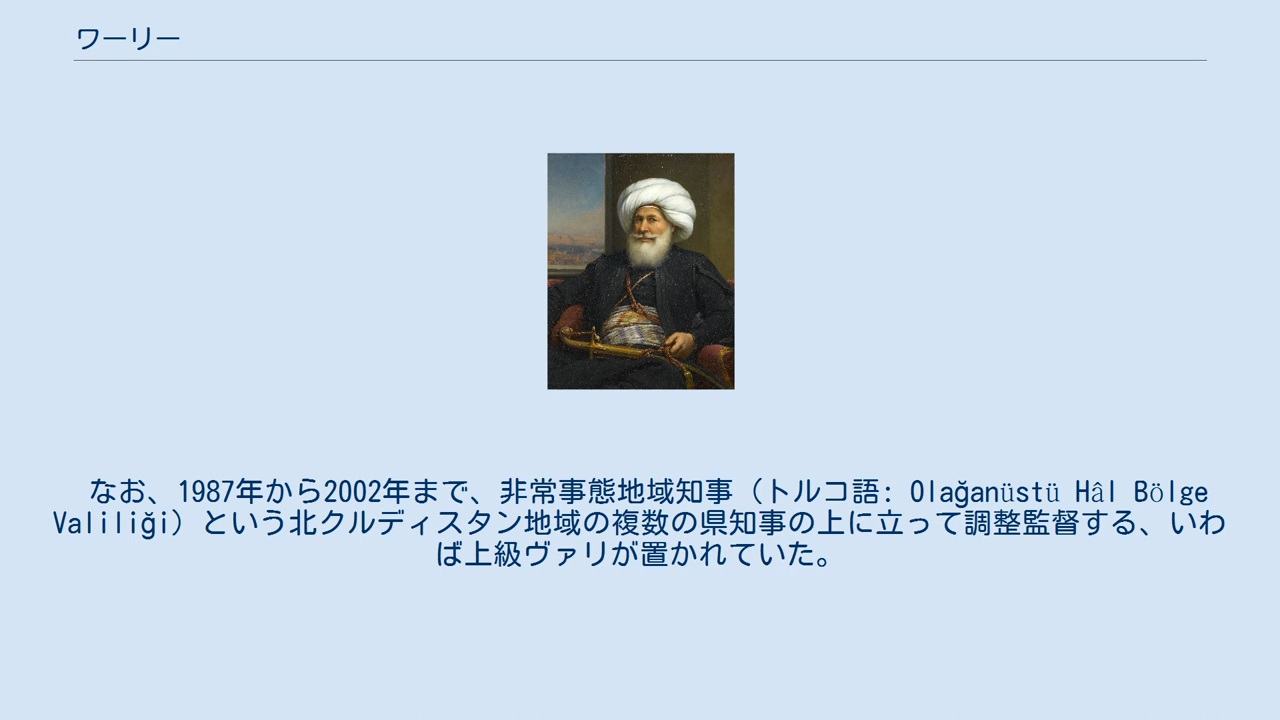 ワーリー
なお、1987年から2002年まで、非常事態地域知事（トルコ語: Olağanüstü Hâl Bölge
Valiliği）という北クルディスタン地域の複数の県知事の上に立って調整監督する、いわ
ば上級ヴァリが置かれていた。